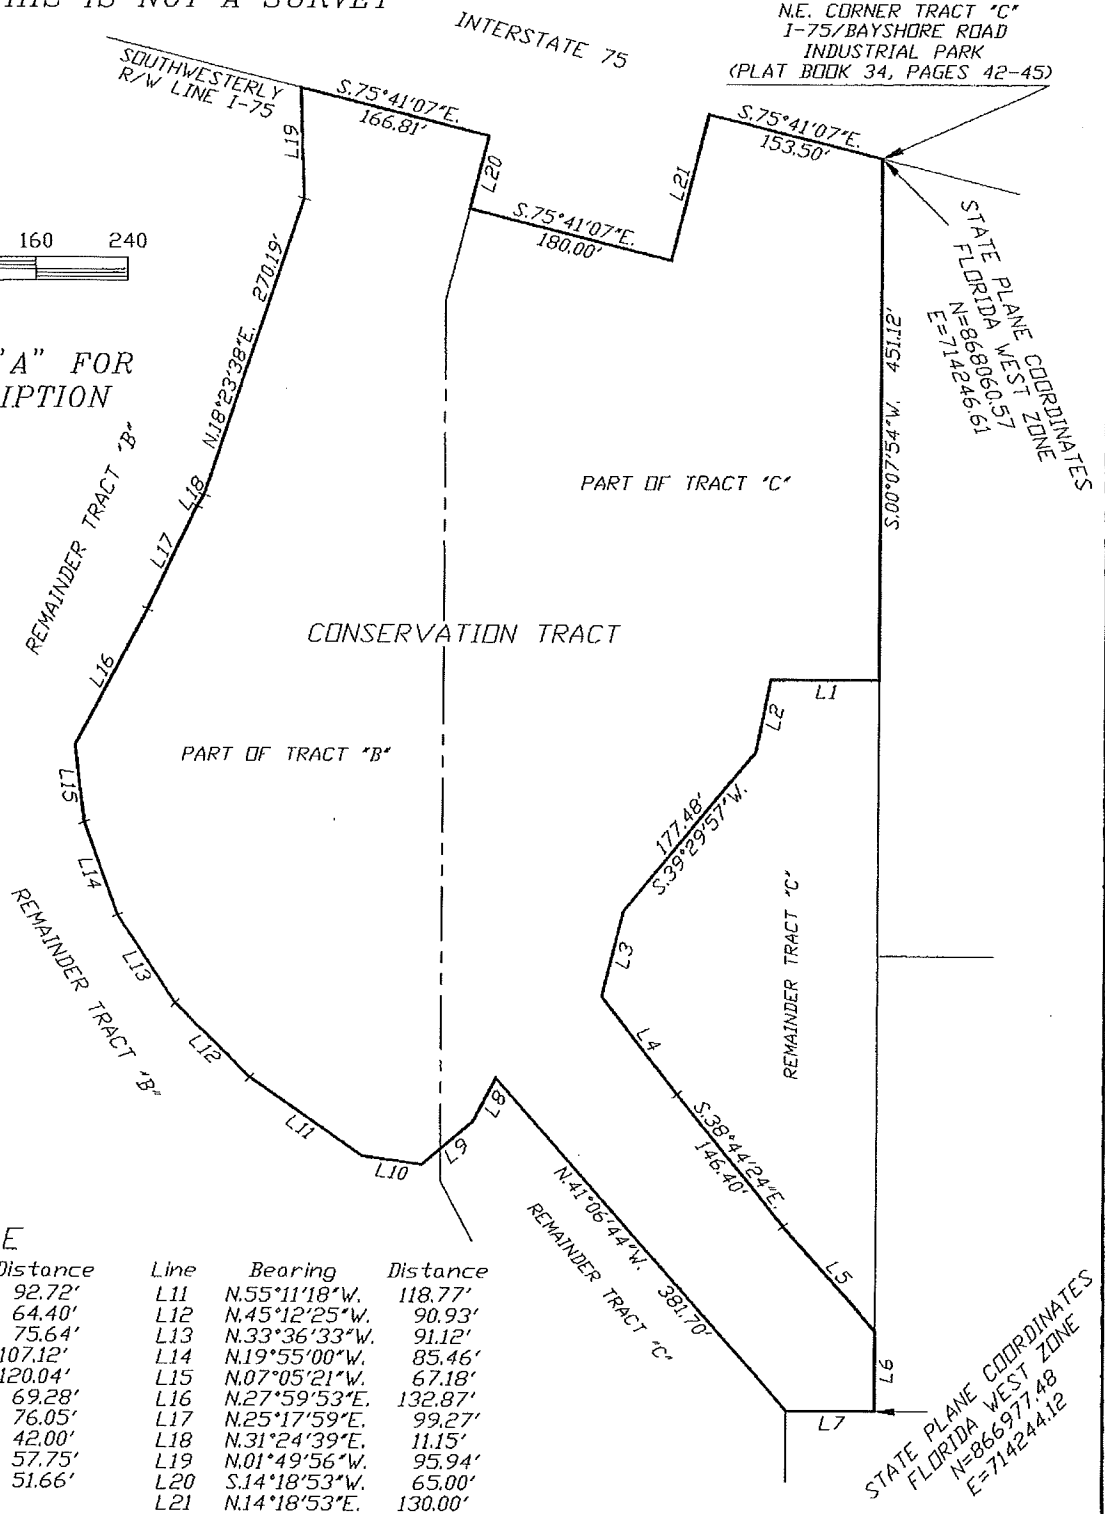 THIS IS NOT A SURVEY
INTERSTATE 75
N.E. CORNER TRACT "C"
I-75/BAYSHORE ROAD
INDUSTRIAL PARK
(PLAT BOOK 34, PAGES 42-45)
SOUTHWESTERLY
R/W LINE I-75
S.75°41'07"E.
166.81'
L19
L20
S.75°41'07"E.
180.00'
L21
S.75°41'07"E.
153.50'
STATE PLANE COORDINATES
FLORIDA WEST ZONE
N=868060.57
E=714246.61
160 240
"A" FOR
IPTION
N.18°23'38"E. 270.19'
S.00°07'54"W. 451.12'
REMAINDER TRACT "B"
PART OF TRACT "C"
L18
L17
CONSERVATION TRACT
L16
L1
L2
PART OF TRACT "B"
L15
177.48'
S.39°29'57"W.
L14
REMAINDER TRACT "B"
REMAINDER TRACT "C"
L13
L3
L12
L4
L11
L10
L9
L8
S.38°44'24"E.
146.40'
N.41°06'44"W.
381.70'
REMAINDER TRACT "C"
L5
L6
L7
STATE PLANE COORDINATES
FLORIDA WEST ZONE
N=866977.48
E=714244.12
E
Distance Line Bearing Distance
92.72' L11 N.55°11'18"W. 118.77'
64.40' L12 N.45°12'25"W. 90.93'
75.64' L13 N.33°36'33"W. 91.12'
107.12' L14 N.19°55'00"W. 85.46'
120.04' L15 N.07°05'21"W. 67.18'
69.28' L16 N.27°59'53"E. 132.87'
76.05' L17 N.25°17'59"E. 99.27'
42.00' L18 N.31°24'39"E. 11.15'
57.75' L19 N.01°49'56"W. 95.94'
51.66' L20 S.14°18'53"W. 65.00'
L21 N.14°18'53"E. 130.00'